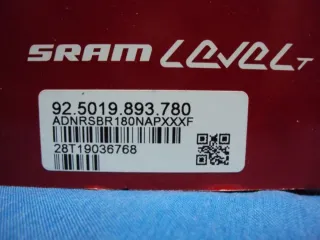 SRAM LEVEL T
92.5019.893.780
ADNRSBR180NAPXXXF
28T19036768